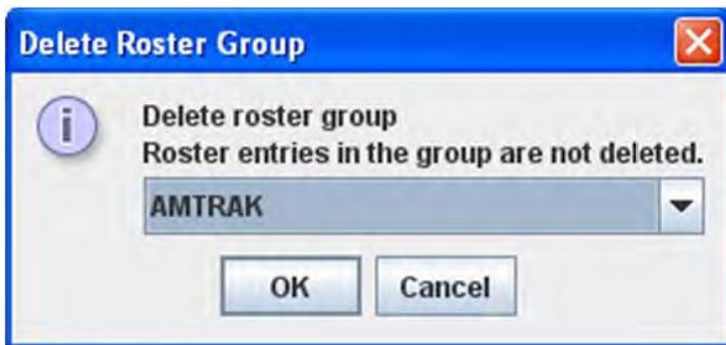 Delete Roster Group
Delete roster group
Roster entries in the group are not deleted.
AMTRAK
OK
Cancel